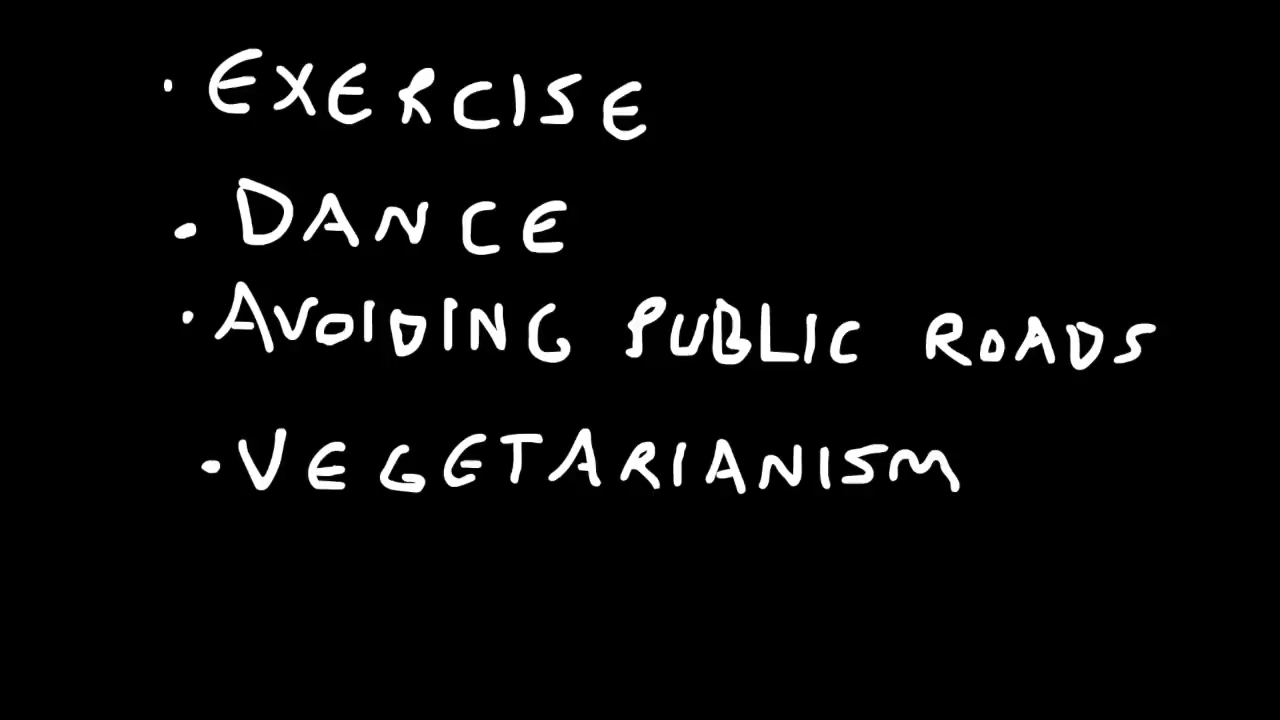 · EXERCISE
· DANCE
· AVOIDING PUBLIC ROADS
· VEGETARIANISM